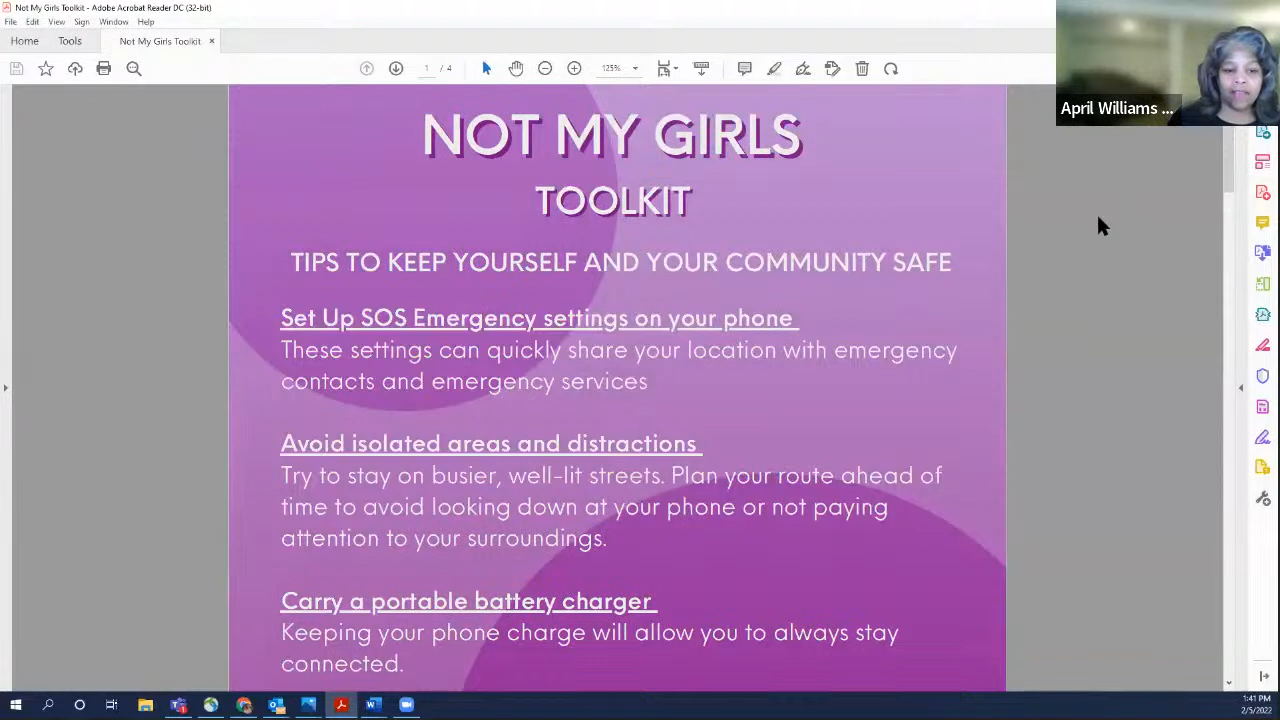 Not My Girls Toolkit - Adobe Acrobat Reader DC (32-bit)
File Edit View Sign Window Help
Home Tools Not My Girls Toolkit ×
1 / 4 125%
April Williams ...
NOT MY GIRLS
TOOLKIT
TIPS TO KEEP YOURSELF AND YOUR COMMUNITY SAFE
Set Up SOS Emergency settings on your phone
These settings can quickly share your location with emergency
contacts and emergency services
Avoid isolated areas and distractions
Try to stay on busier, well-lit streets. Plan your route ahead of
time to avoid looking down at your phone or not paying
attention to your surroundings.
Carry a portable battery charger
Keeping your phone charge will allow you to always stay
connected.
1:41 PM
2/5/2022